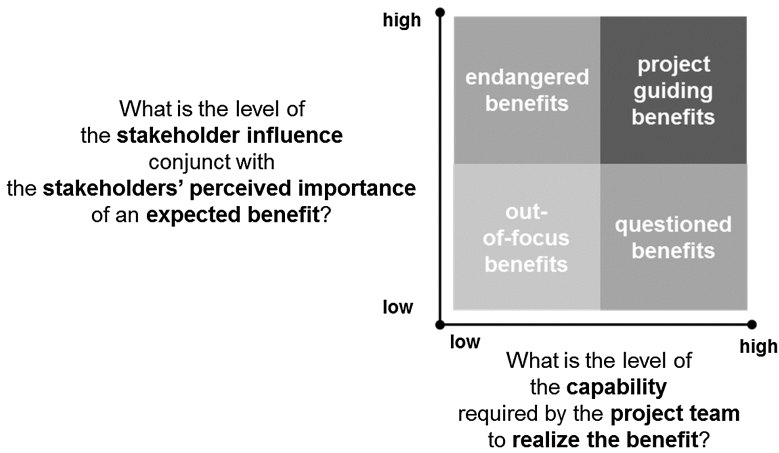 high
endangered
benefits
project
guiding
benefits
What is the level of
the stakeholder influence
conjunct with
the stakeholders' perceived importance
of an expected benefit?
out-
of-focus
benefits
questioned
benefits
low
low
high
What is the level of
the capability
required by the project team
to realize the benefit?